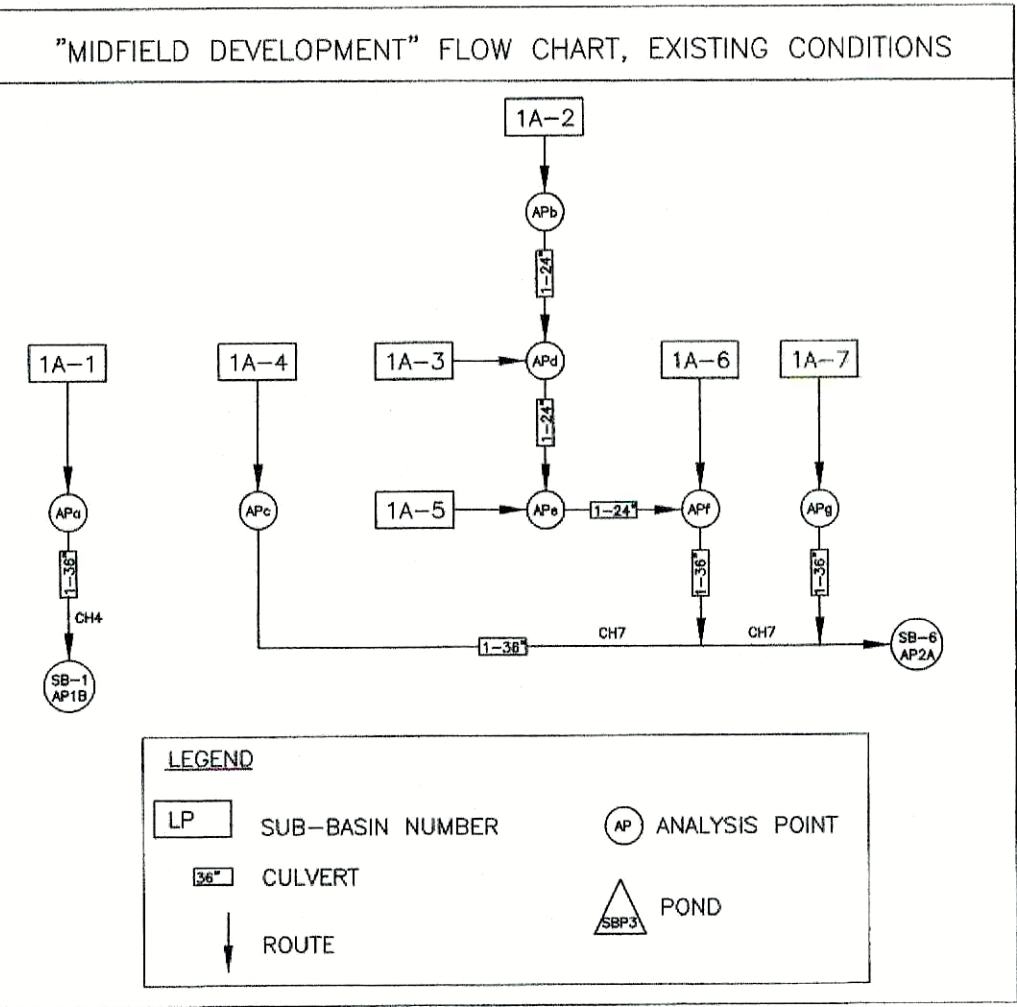 "MIDFIELD DEVELOPMENT" FLOW CHART, EXISTING CONDITIONS
1A-2
APb
1-24"
1A-1
1A-4
1A-3
APd
1A-6
1A-7
1-24"
APa
APc
1A-5
APe
1-24"
APf
APg
1-36"
1-36"
1-36"
CH4
1-36"
CH7
CH7
SB-6
AP2A
SB-1
AP1B
LEGEND
LP
SUB-BASIN NUMBER
AP
ANALYSIS POINT
36"
CULVERT
SBP3
POND
ROUTE